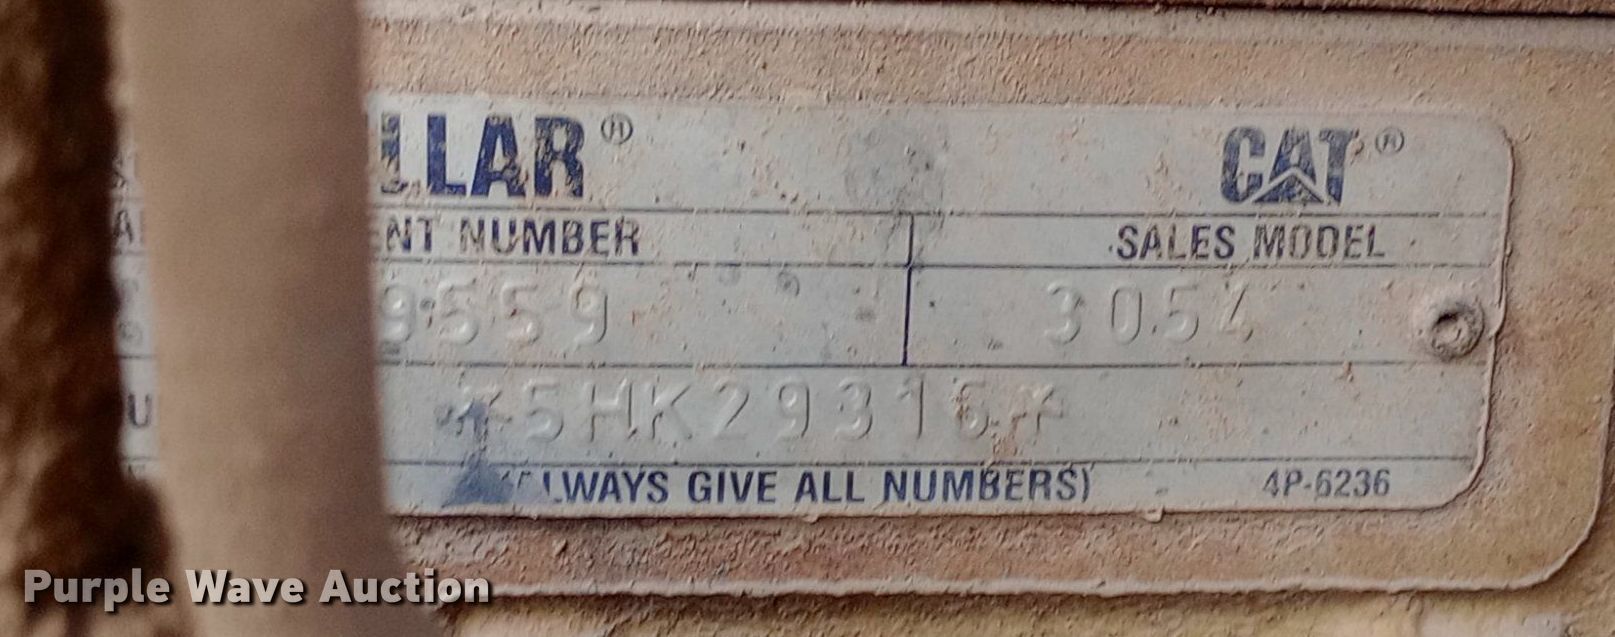 LLAR® CAT®
NT NUMBER SALES MODEL
9559 3054
*5HK29316*
LWAYS GIVE ALL NUMBERS) 4P-6236
Purple Wave Auction